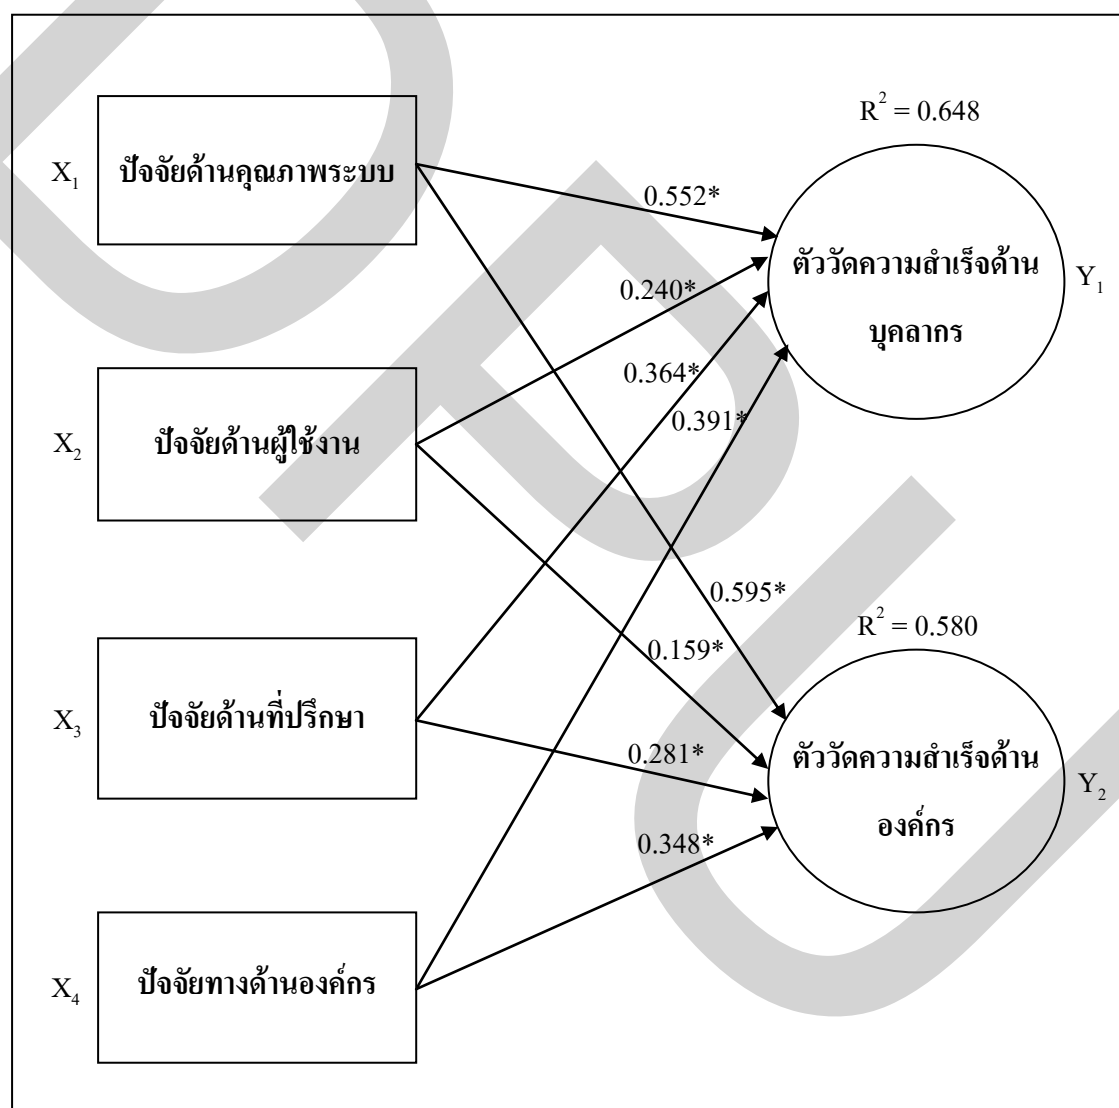 R² = 0.648
X₁ ปัจจัยด้านคุณภาพระบบ
0.552*
ตัววัดความสำเร็จด้าน
บุคลากร
Y₁
0.240*
0.364*
0.391*
X₂ ปัจจัยด้านผู้ใช้งาน
0.595*
R² = 0.580
0.159*
X₃ ปัจจัยด้านที่ปรึกษา
0.281*
ตัววัดความสำเร็จด้าน
องค์กร
Y₂
0.348*
X₄ ปัจจัยทางด้านองค์กร
DPU